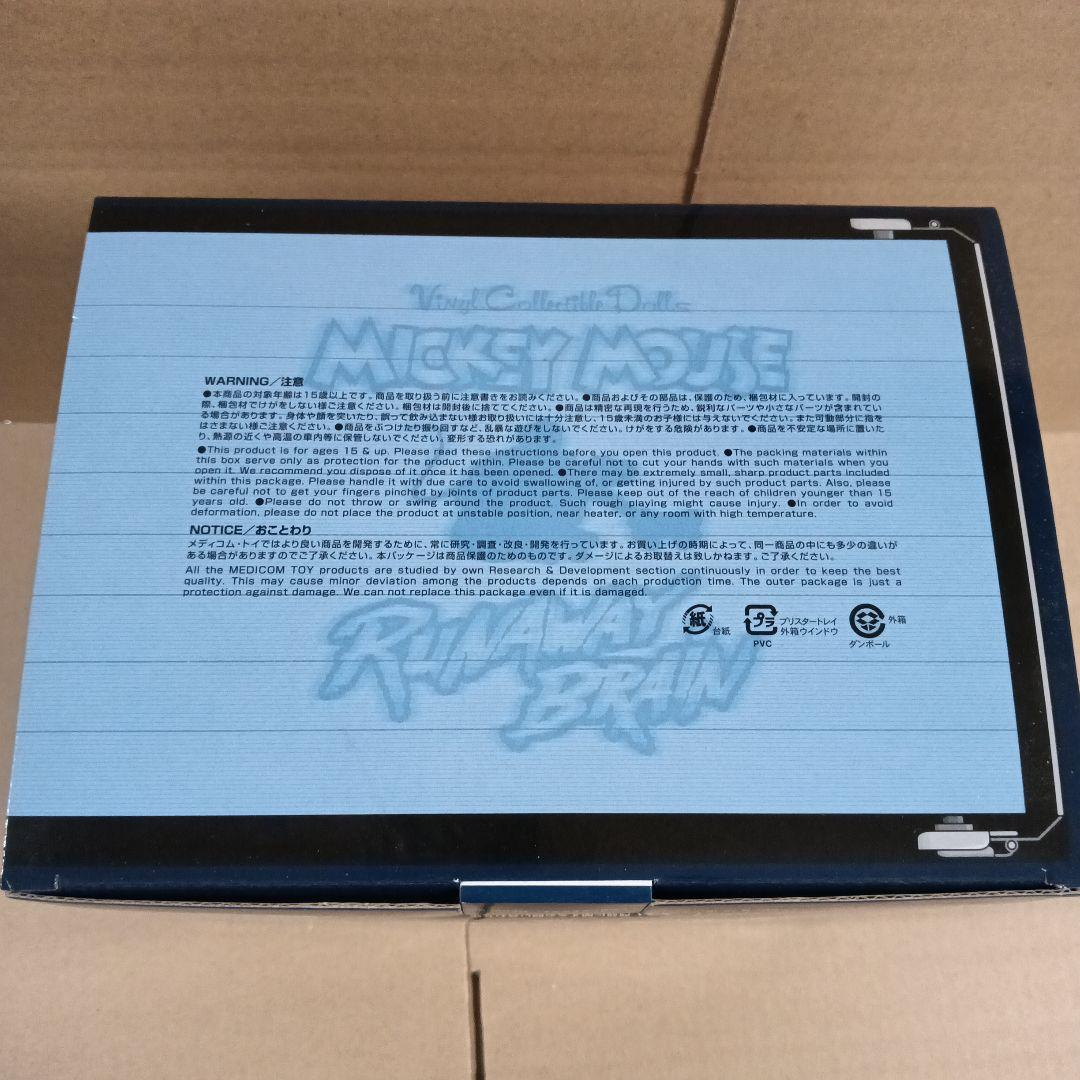 Vinyl Collectible Dolls
MICKEY MOUSE
WARNING／注意
●本商品の対象年齢は15歳以上です。商品を取り扱う前に注意書きをお読みください。●商品およびその部品は、保護のため、梱包材に入っています。開封の
際、梱包材でけがをしない様ご注意ください。梱包材は開封後に捨ててください。●商品は精密な再現を行うため、鋭利なパーツや小さなパーツが含まれてい
る場合があります。身体や顔を突いたり、誤って飲み込まない様お取り扱いには十分注意し、15歳未満のお子様には与えないでください。また可動部分に指を
はさまない様ご注意ください。●商品をぶつけたり振り回すなど、乱暴な遊びをしないでください。けがをする危険があります。●商品を不安定な場所に置いた
り、熱源の近くや高温の車内等に保管しないでください。変形する恐れがあります。
●This product is for ages 15 & up. Please read these instructions before you open this product. ●The packing materials within
this box serve only as protection for the product within. Please be careful not to cut your hands with such materials when you
open it. We recommend you dispose of it once it has been opened. ●There may be extremely small, sharp product parts included
within this package. Please handle it with due care to avoid swallowing of, or getting injured by such product parts. Also, please
be careful not to get your fingers pinched by joints of product parts. Please keep out of the reach of children younger than 15
years old. ●Please do not throw or swing around the product. Such rough playing might cause injury. ●In order to avoid
deformation, please do not place the product at unstable position, near heater, or any room with high temperature.
NOTICE／おことわり
メディコム・トイではより良い商品を開発するために、常に研究・調査・改良・開発を行っています。お買い上げの時期によって、同一商品の中にも多少の違いが
ある場合がありますのでご了承ください。本パッケージは商品保護のためのものです。ダメージによるお取替えは致しかねます。ご了承ください。
All the MEDICOM TOY products are studied by own Research & Development section continuously in order to keep the best
quality. This may cause minor deviation among the products depends on each production time. The outer package is just a
protection against damage. We can not replace this package even if it is damaged.
紙 台紙
プラ ブリスタートレイ 外箱ウインドウ
PVC
外箱
ダンボール
RUNAWAY
BRAIN